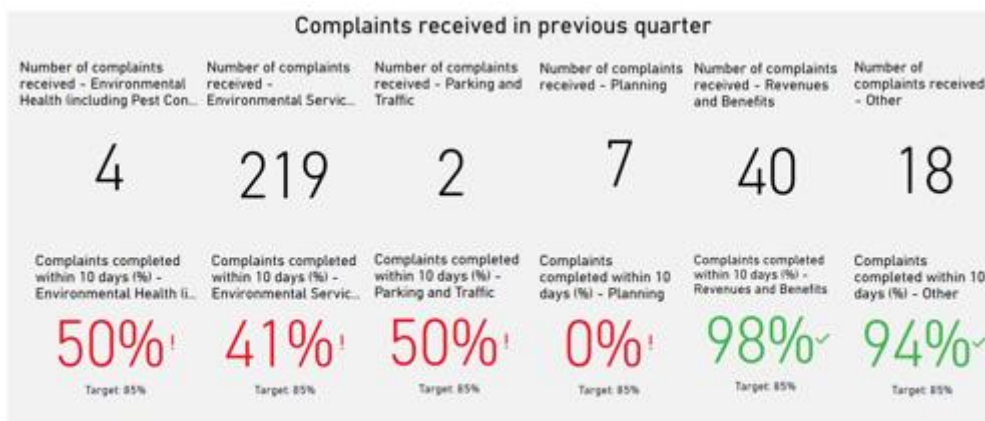 Complaints received in previous quarter
Number of complaints
received - Environmental
Health (including Pest Con...
Number of complaints
received -
Environmental Servic...
Number of complaints
received - Parking and
Traffic
Number of complaints
received - Planning
Number of complaints
received - Revenues
and Benefits
Number of
complaints received
- Other
4
219
2
7
40
18
Complaints completed
within 10 days (%) -
Environmental Health (i...
Complaints completed
within 10 days (%) -
Environmental Servic...
Complaints completed
within 10 days (%) -
Parking and Traffic
Complaints
completed within 10
days (%) - Planning
Complaints completed
within 10 days (%) -
Revenues and Benefits
Complaints
completed within 10
days (%) - Other
50%!
41%!
50%!
0%!
98%✓
94%✓
Target: 85%
Target: 85%
Target: 85%
Target: 85%
Target: 85%
Target: 85%